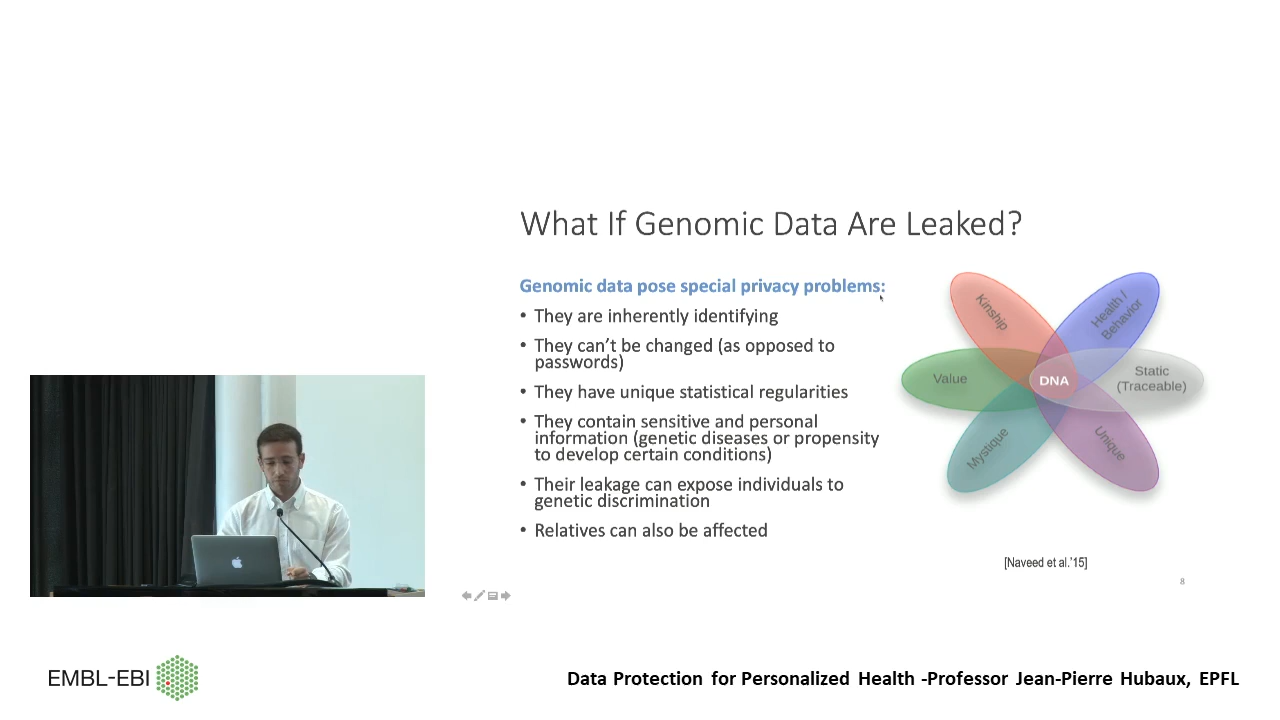 What If Genomic Data Are Leaked?
Genomic data pose special privacy problems:
• They are inherently identifying
• They can't be changed (as opposed to
passwords)
• They have unique statistical regularities
• They contain sensitive and personal
information (genetic diseases or propensity
to develop certain conditions)
• Their leakage can expose individuals to
genetic discrimination
• Relatives can also be affected
Kinship
Health /
Behavior
Value
DNA
Static
(Traceable)
Mystique
Unique
[Naveed et al.'15]
8
EMBL-EBI
Data Protection for Personalized Health -Professor Jean-Pierre Hubaux, EPFL